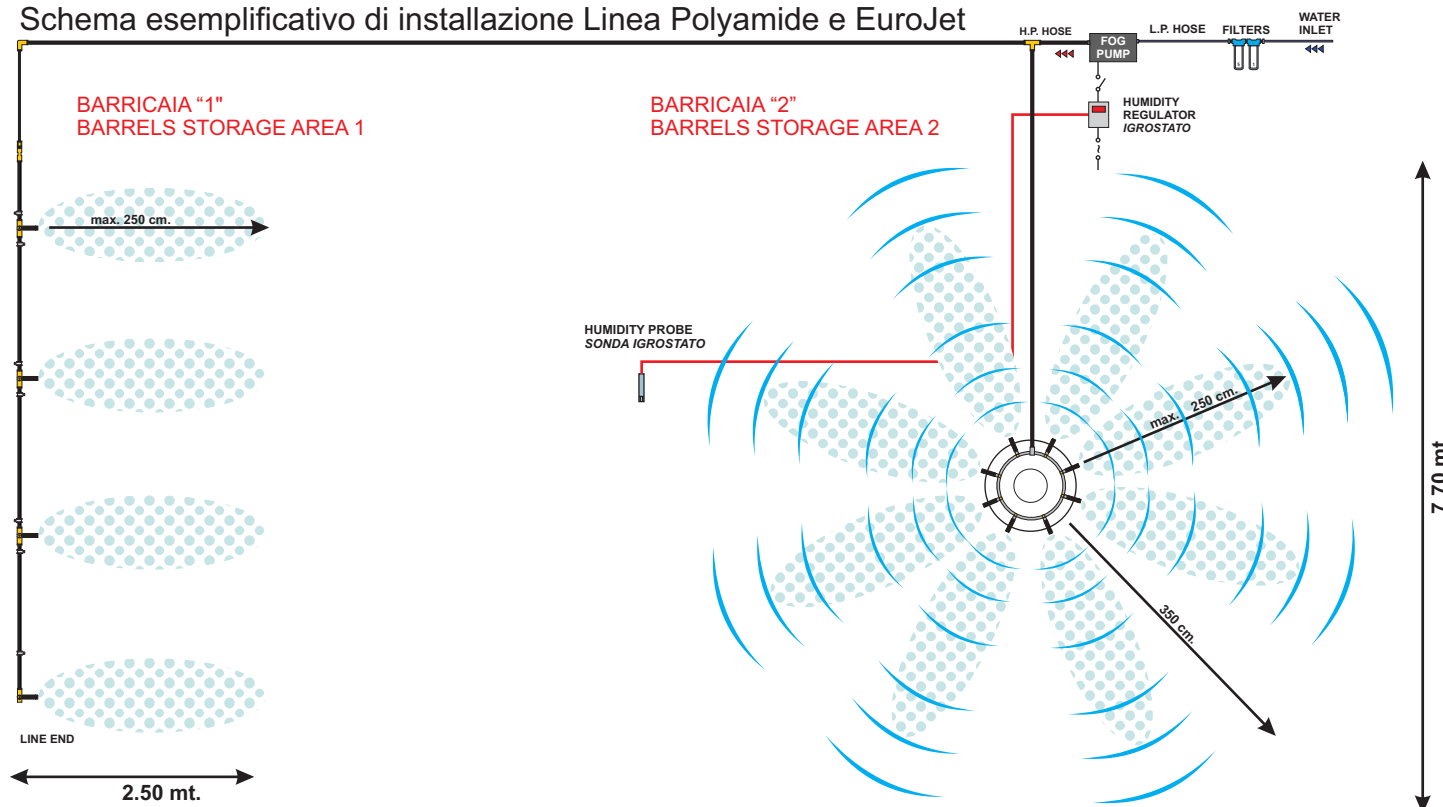 Schema esemplificativo di installazione Linea Polyamide e EuroJet
H.P. HOSE
FOG
PUMP
L.P. HOSE
FILTERS
WATER
INLET
BARRICAIA “1"
BARRELS STORAGE AREA 1
BARRICAIA “2”
BARRELS STORAGE AREA 2
HUMIDITY
REGULATOR
IGROSTATO
max. 250 cm.
HUMIDITY PROBE
SONDA IGROSTATO
max. 250 cm.
7.70 mt.
350 cm.
LINE END
2.50 mt.